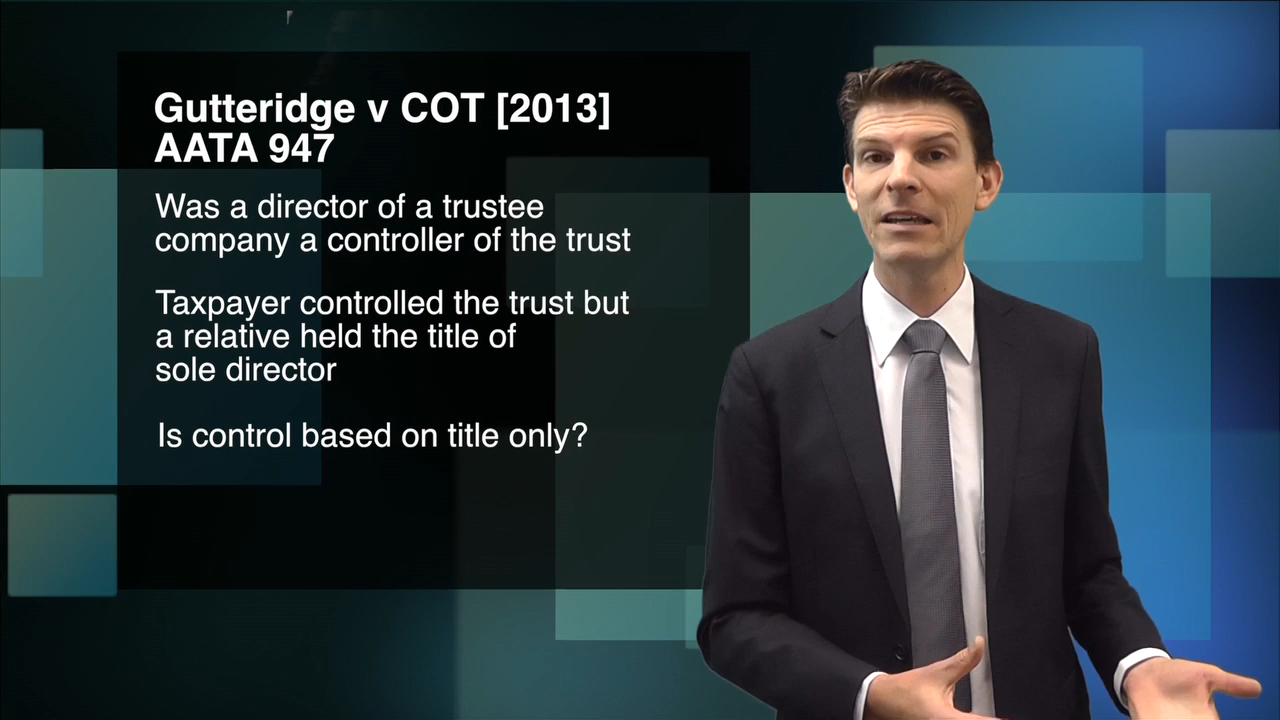 Gutteridge v COT [2013]
AATA 947
Was a director of a trustee
company a controller of the trust
Taxpayer controlled the trust but
a relative held the title of
sole director
Is control based on title only?